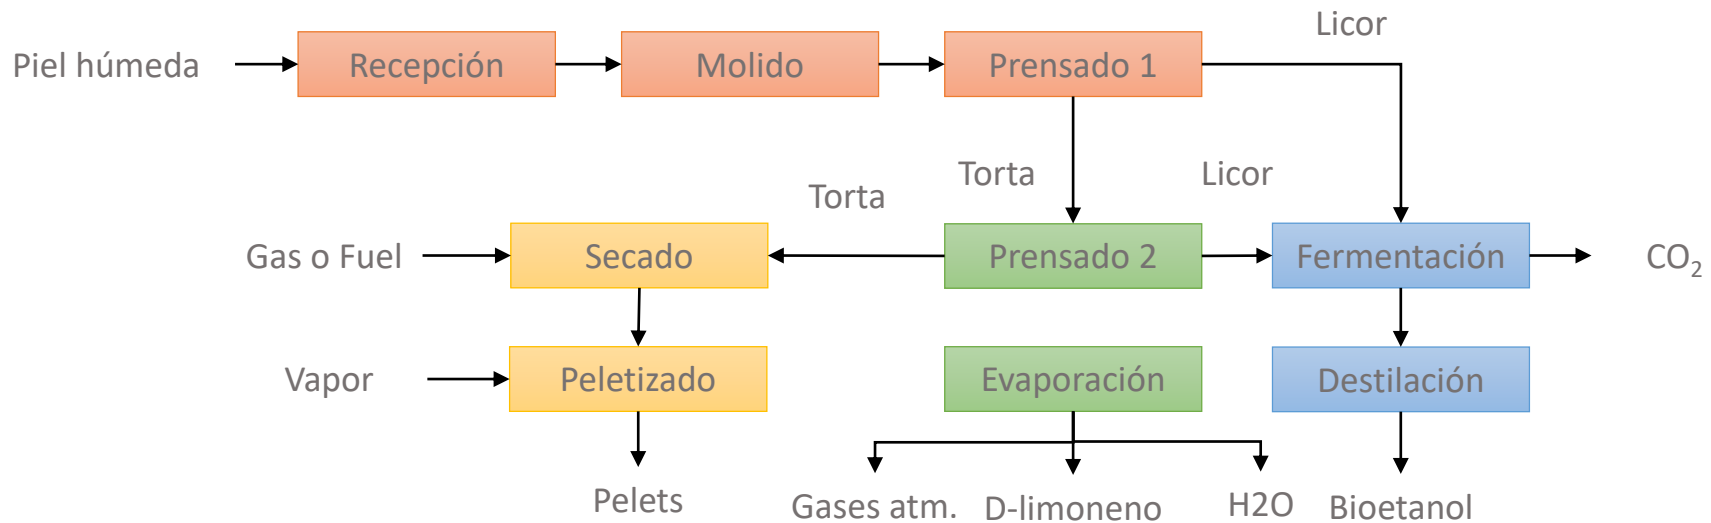 Licor
Piel húmeda
Recepción
Molido
Prensado 1
Torta
Licor
Torta
Gas o Fuel
Secado
Prensado 2
Fermentación
CO₂
Vapor
Peletizado
Evaporación
Destilación
Pelets
Gases atm.
D-limoneno
H2O
Bioetanol